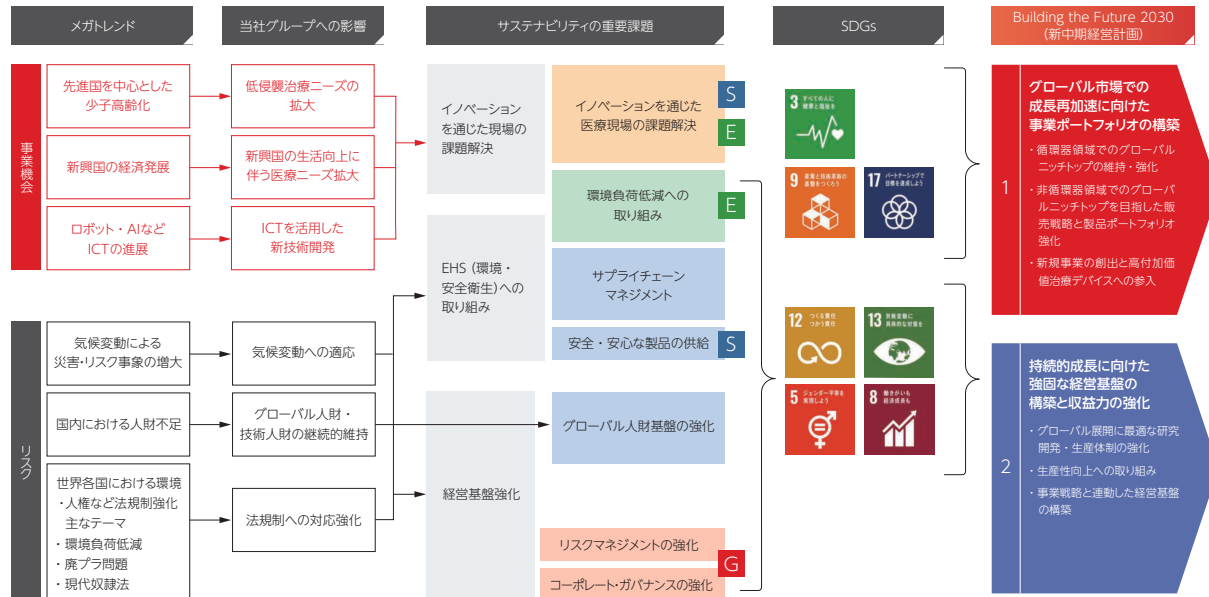 メガトレンド
当社グループへの影響
サステナビリティの重要課題
SDGs
Building the Future 2030
(新中期経営計画)
事業機会
先進国を中心とした
少子高齢化
新興国の経済発展
ロボット・AIなど
ICTの進展
低侵襲治療ニーズの
拡大
新興国の生活向上に
伴う医療ニーズ拡大
ICTを活用した
新技術開発
リスク
気候変動による
災害・リスク事象の増大
国内における人財不足
世界各国における環境
・人権など法規制強化
主なテーマ
・環境負荷低減
・廃プラ問題
・現代奴隷法
気候変動への適応
グローバル人財・
技術人財の継続的維持
法規制への対応強化
イノベーション
を通じた現場の
課題解決
EHS(環境・
安全衛生)への
取り組み
経営基盤強化
イノベーションを通じた
医療現場の課題解決
S
E
環境負荷低減への
取り組み
E
サプライチェーン
マネジメント
安全・安心な製品の供給
S
グローバル人財基盤の強化
リスクマネジメントの強化
G
コーポレート・ガバナンスの強化
3 すべての人に
健康と福祉を
9 産業と技術革新の
基盤をつくろう
17 パートナーシップで
目標を達成しよう
12 つくる責任
つかう責任
13 気候変動に
具体的な対策を
5 ジェンダー平等を
実現しよう
8 働きがいも
経済成長も
1
グローバル市場での
成長再加速に向けた
事業ポートフォリオの構築
・循環器領域でのグローバル
ニッチトップの維持・強化
・非循環器領域でのグローバ
ルニッチトップを目指した販
売戦略と製品ポートフォリオ
強化
・新規事業の創出と高付加価
値治療デバイスへの参入
2
持続的成長に向けた
強固な経営基盤の
構築と収益力の強化
・グローバル展開に最適な研究
開発・生産体制の強化
・生産性向上への取り組み
・事業戦略と連動した経営基盤
の構築